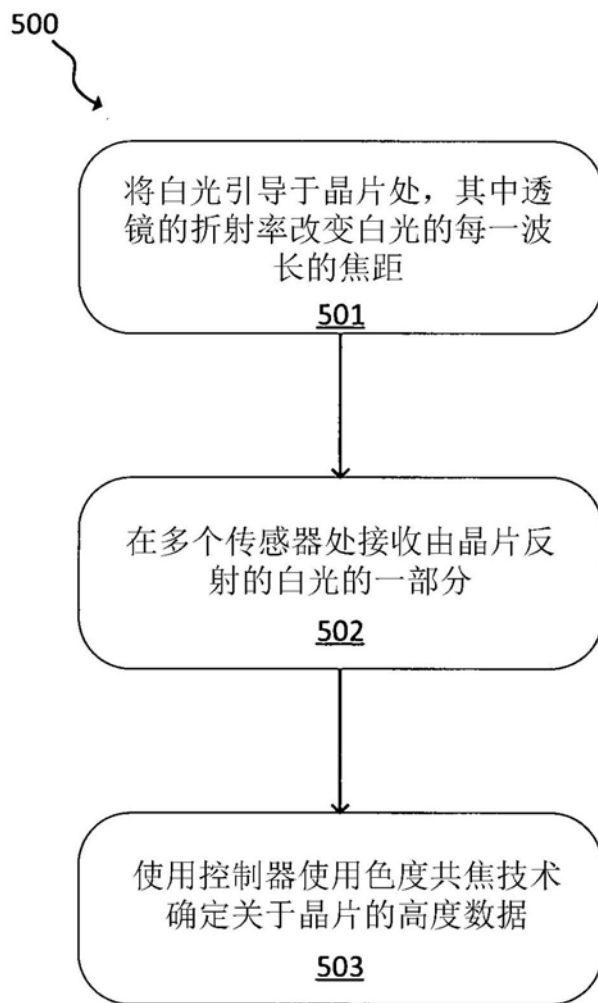 500
将白光引导于晶片处，其中透
镜的折射率改变白光的每一波
长的焦距
501
在多个传感器处接收由晶片反
射的白光的一部分
502
使用控制器使用色度共焦技术
确定关于晶片的高度数据
503